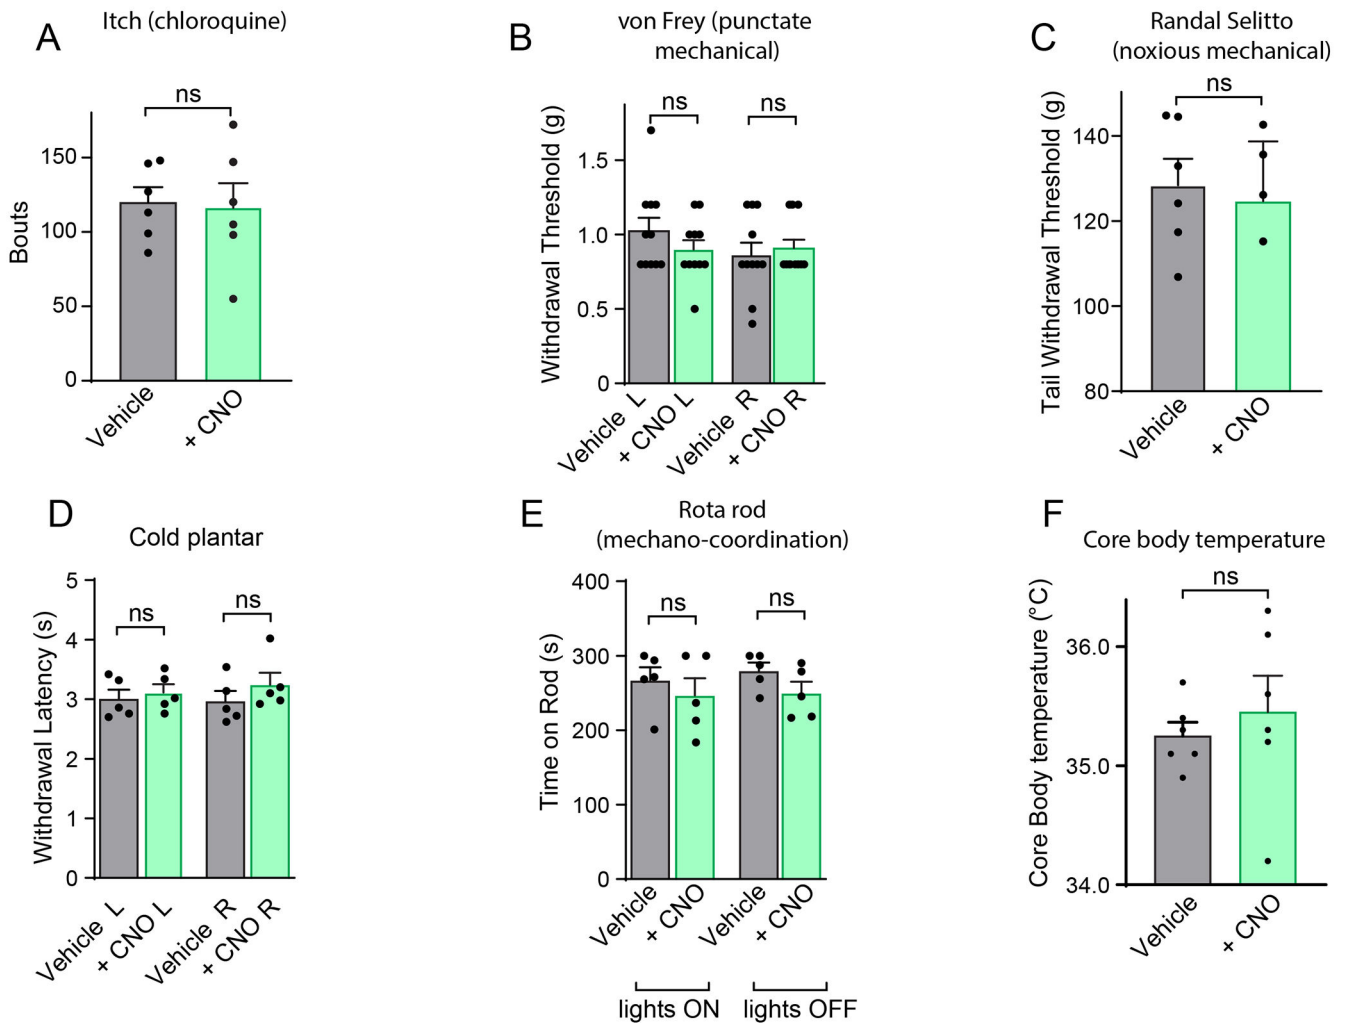 A
Itch (chloroquine)
ns
Bouts
150
100
50
0
Vehicle
+ CNO
B
von Frey (punctate
mechanical)
ns
ns
Withdrawal Threshold (g)
1.5
1.0
0.5
0
Vehicle L
+ CNO L
Vehicle R
+ CNO R
C
Randal Selitto
(noxious mechanical)
ns
Tail Withdrawal Threshold (g)
140
120
100
80
Vehicle
+ CNO
D
Cold plantar
ns
ns
Withdrawal Latency (s)
5
4
3
2
1
0
Vehicle L
+ CNO L
Vehicle R
+ CNO R
E
Rota rod
(mechano-coordination)
ns
ns
Time on Rod (s)
400
300
200
100
0
Vehicle
+ CNO
Vehicle
+ CNO
lights ON
lights OFF
F
Core body temperature
ns
Core Body temperature (°C)
36.0
35.0
34.0
Vehicle
+ CNO